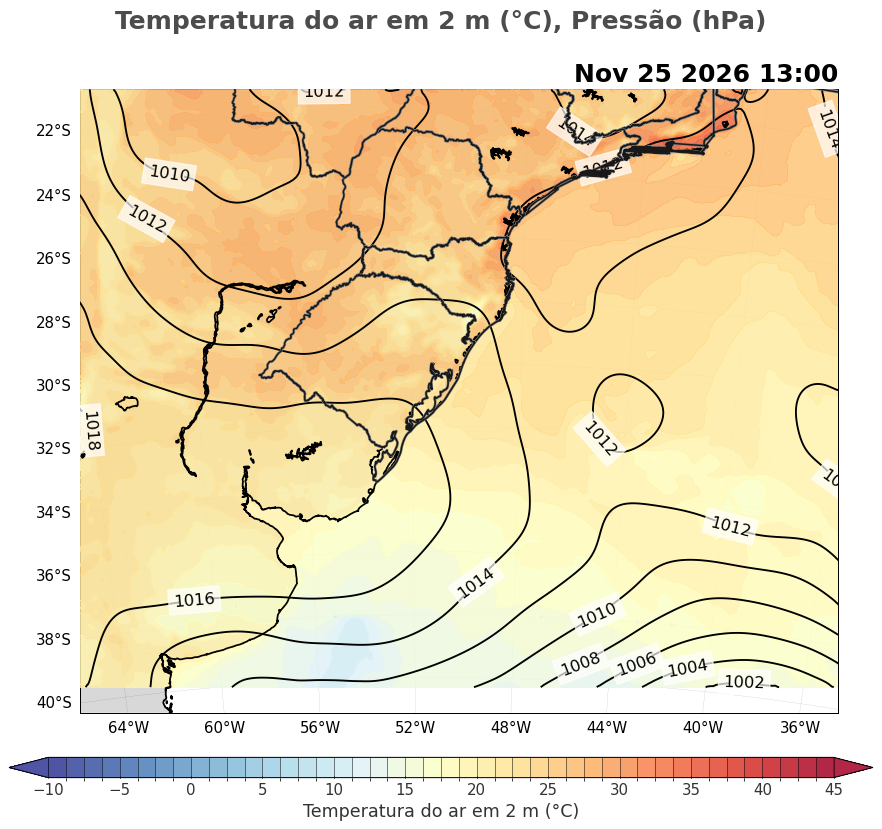 Temperatura do ar em 2 m (°C), Pressão (hPa)
Nov 25 2026 13:00
1012
1014
1014
1012
1010
1012
1018
1012
1012
1016
1014
1010
1008
1006
1004
1002
22°S
24°S
26°S
28°S
30°S
32°S
34°S
36°S
38°S
40°S
64°W 60°W 56°W 52°W 48°W 44°W 40°W 36°W
−10 −5 0 5 10 15 20 25 30 35 40 45
Temperatura do ar em 2 m (°C)